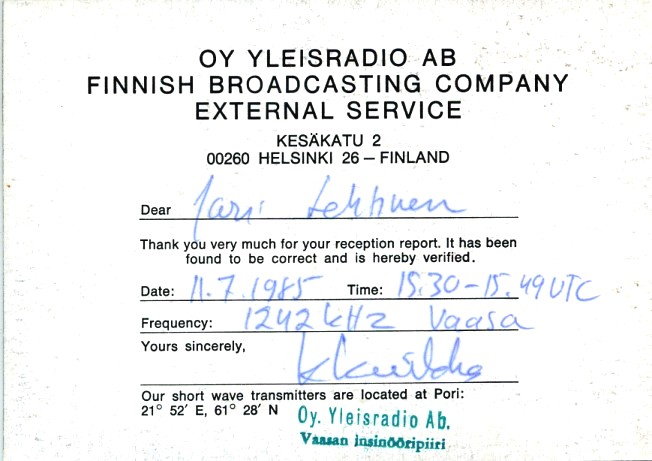 OY YLEISRADIO AB
FINNISH BROADCASTING COMPANY
EXTERNAL SERVICE
KESÄKATU 2
00260 HELSINKI 26 – FINLAND
Dear Jari Lehtinen
Thank you very much for your reception report. It has been
found to be correct and is hereby verified.
Date: 11.7.1985 Time: 15.30-15.49 UTC
Frequency: 1242 kHz Vaasa
Yours sincerely,
Our short wave transmitters are located at Pori:
21° 52′ E, 61° 28′ N
Oy. Yleisradio Ab.
Vaasan insinööripiiri